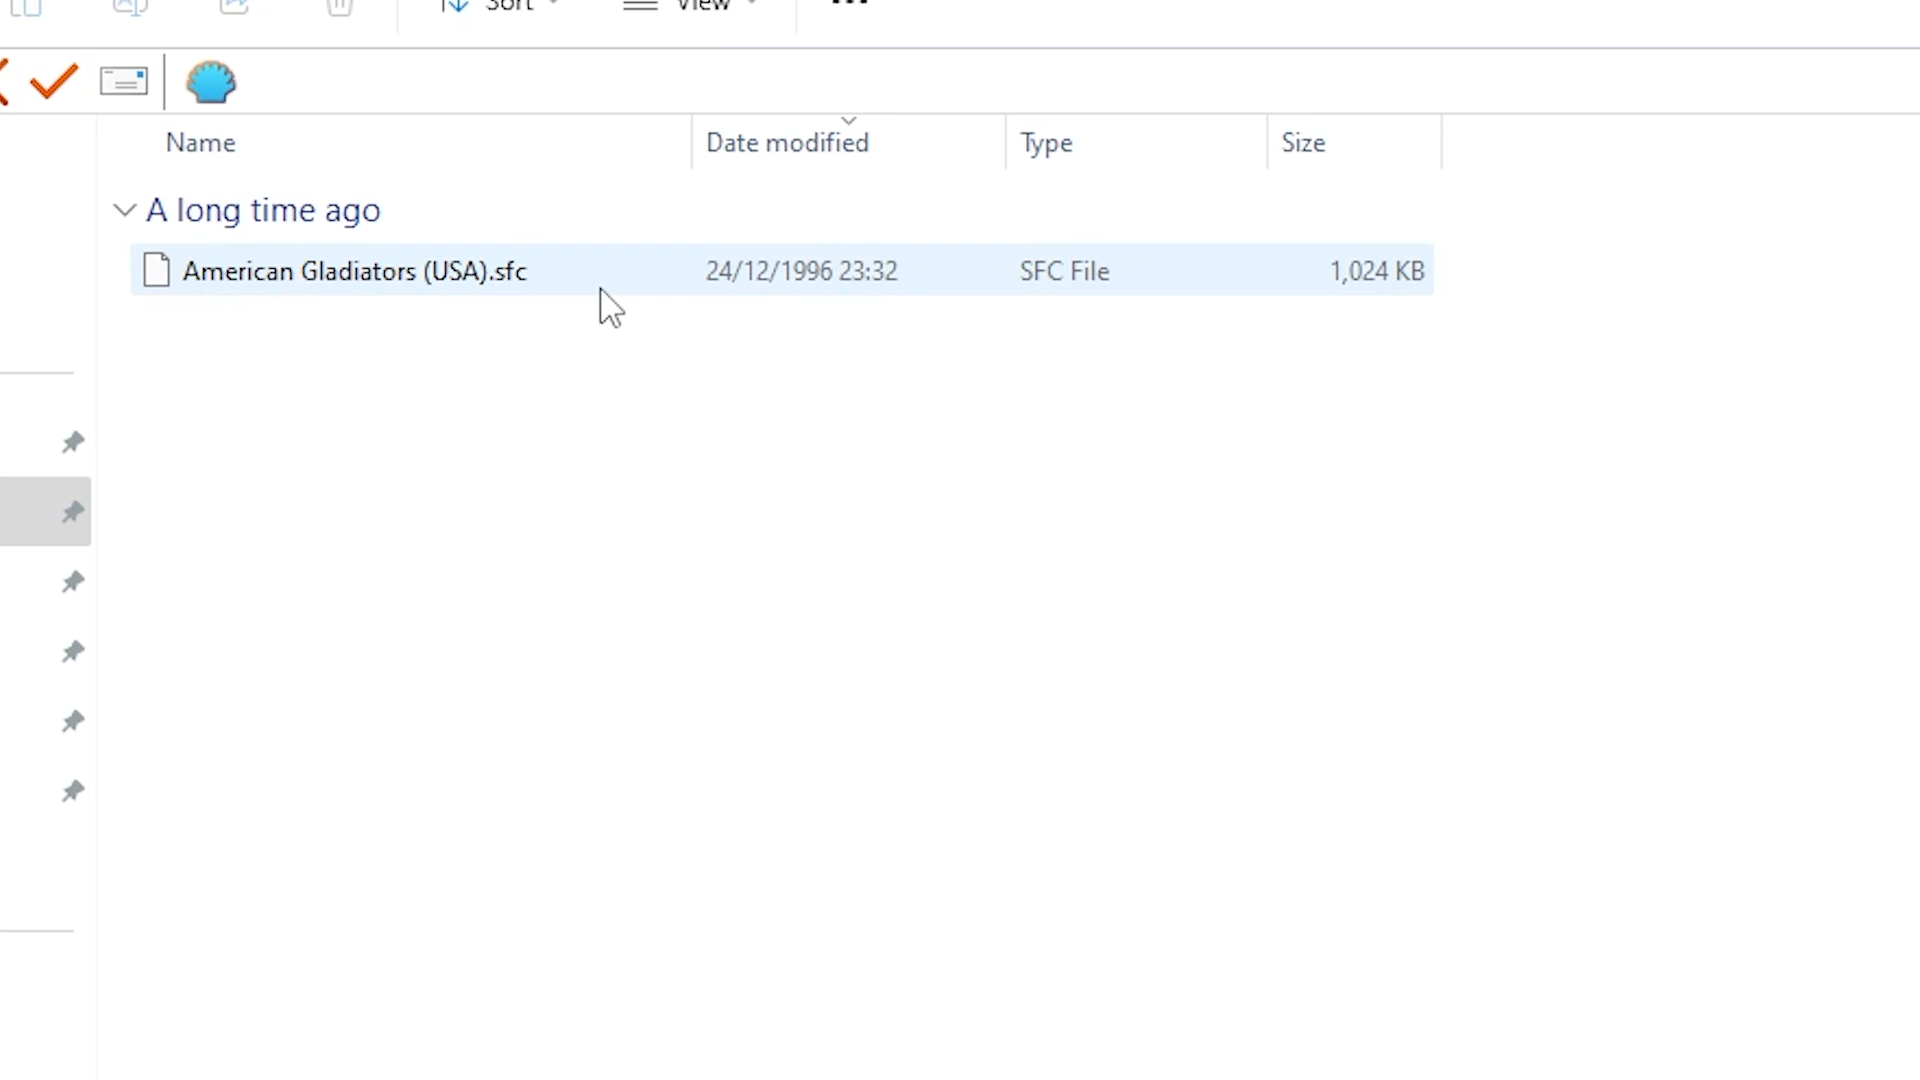 Sort View
Name Date modified Type Size
A long time ago
American Gladiators (USA).sfc 24/12/1996 23:32 SFC File 1,024 KB